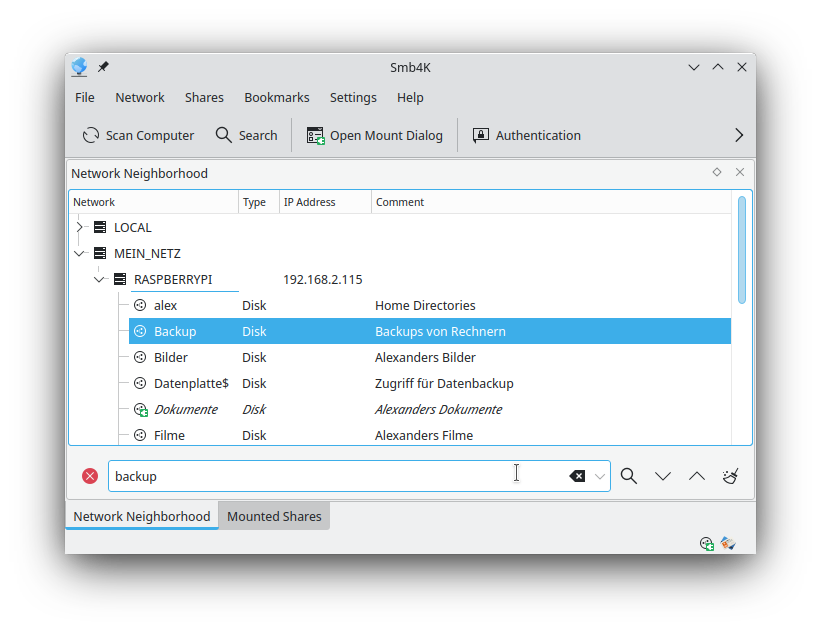 Smb4K
File Network Shares Bookmarks Settings Help
Scan Computer Search Open Mount Dialog Authentication
Network Neighborhood
Network Type IP Address Comment
LOCAL
MEIN_NETZ
RASPBERRYPI 192.168.2.115
alex Disk Home Directories
Backup Disk Backups von Rechnern
Bilder Disk Alexanders Bilder
Datenplatte$ Disk Zugriff für Datenbackup
Dokumente Disk Alexanders Dokumente
Filme Disk Alexanders Filme
backup
Network Neighborhood Mounted Shares